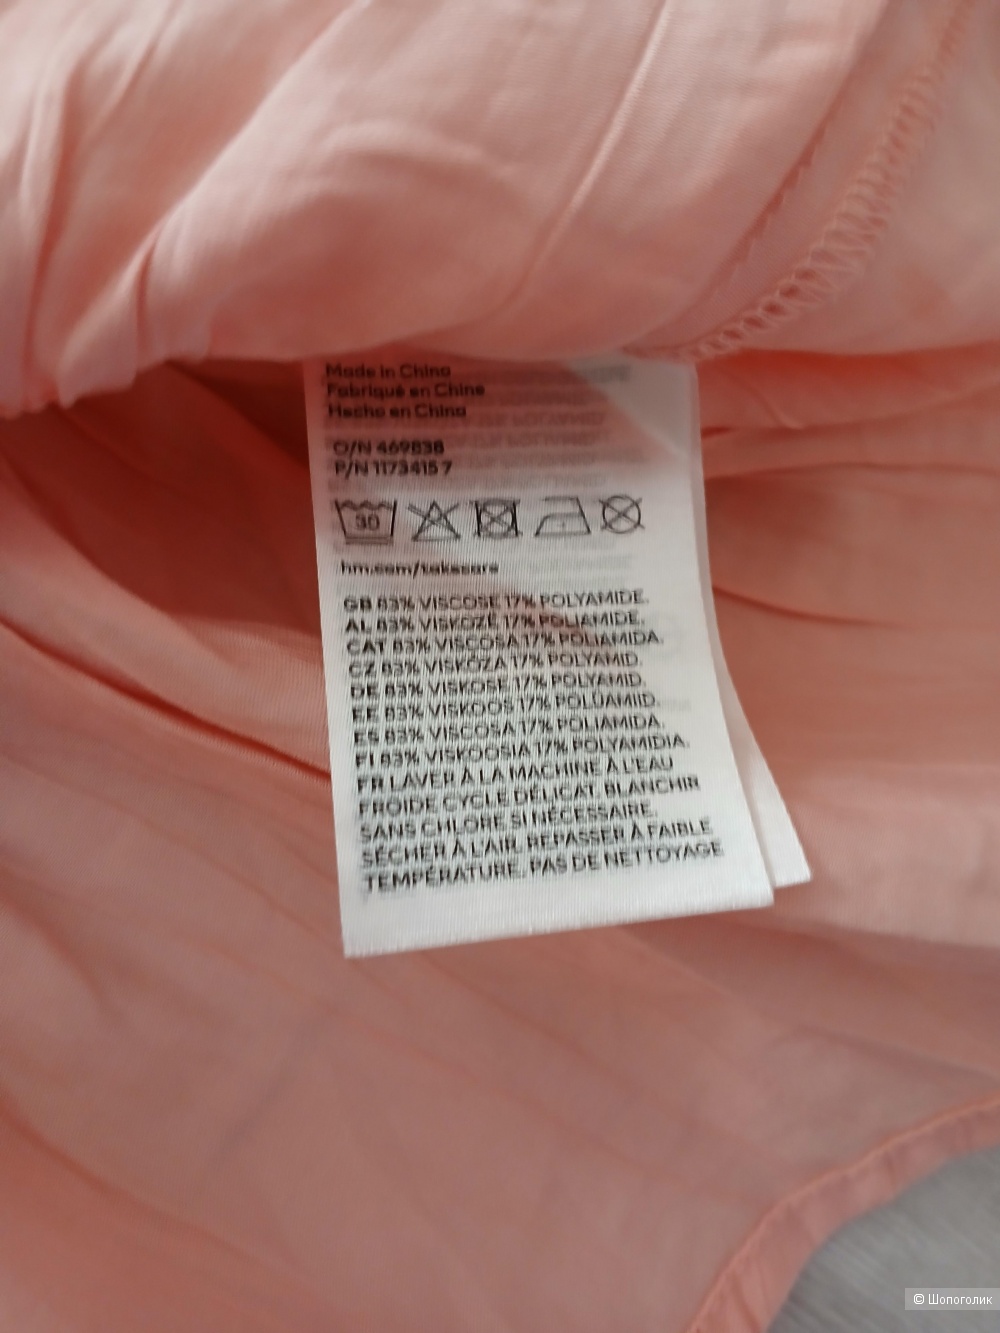 Made in China
Fabriqué en Chine
Hecho en China
O/N 469838
P/N 1173415 7
30
hm.com/takecare
GB 83% VISCOSE 17% POLYAMIDE.
AL 83% VISKOZË 17% POLIAMIDE.
CAT 83% VISCOSA 17% POLIAMIDA.
CZ 83% VISKÓZA 17% POLYAMID.
DE 83% VISKOSE 17% POLYAMID.
EE 83% VISKOOS 17% POLÜAMIID.
ES 83% VISCOSA 17% POLIAMIDA.
FI 83% VISKOOSIA 17% POLYAMIDIA.
FR LAVER À LA MACHINE À L'EAU
FROIDE CYCLE DÉLICAT. BLANCHIR
SANS CHLORE SI NÉCESSAIRE.
SÉCHER À L'AIR. REPASSER À FAIBLE
TEMPÉRATURE. PAS DE NETTOYAGE
© Шопоголик